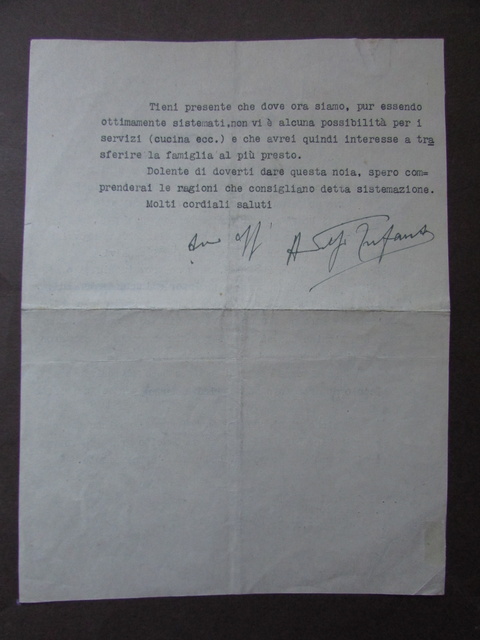 Tieni presente che dove ora siamo, pur essendo
ottimamente sistemati,non vi è alcuna possibilità per i
servizi (cucina ecc.) e che avrei quindi interesse a tra
sferire la famiglia al più presto.
Dolente di doverti dare questa noia, spero com=
prenderai le ragioni che consigliano detta sistemazione.
Molti cordiali saluti